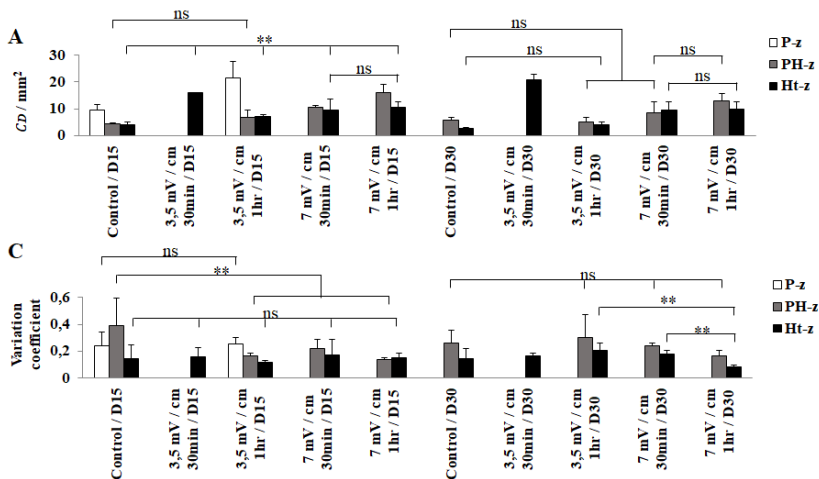 A
ns
**
ns
ns
ns
ns
ns
CD / mm²
30
20
10
0
P-z
PH-z
Ht-z
Control / D15
3,5 mV / cm
30min / D15
3,5 mV / cm
1hr / D15
7 mV / cm
30min / D15
7 mV / cm
1hr / D15
Control / D30
3,5 mV / cm
30min / D30
3,5 mV / cm
1hr / D30
7 mV / cm
30min / D30
7 mV / cm
1hr / D30
C
ns
**
ns
ns
**
**
Variation
coefficient
0,6
0,4
0,2
0
P-z
PH-z
Ht-z
Control / D15
3,5 mV / cm
30min / D15
3,5 mV / cm
1hr / D15
7 mV / cm
30min / D15
7 mV / cm
1hr / D15
Control / D30
3,5 mV / cm
30min / D30
3,5 mV / cm
1hr / D30
7 mV / cm
30min / D30
7 mV / cm
1hr / D30